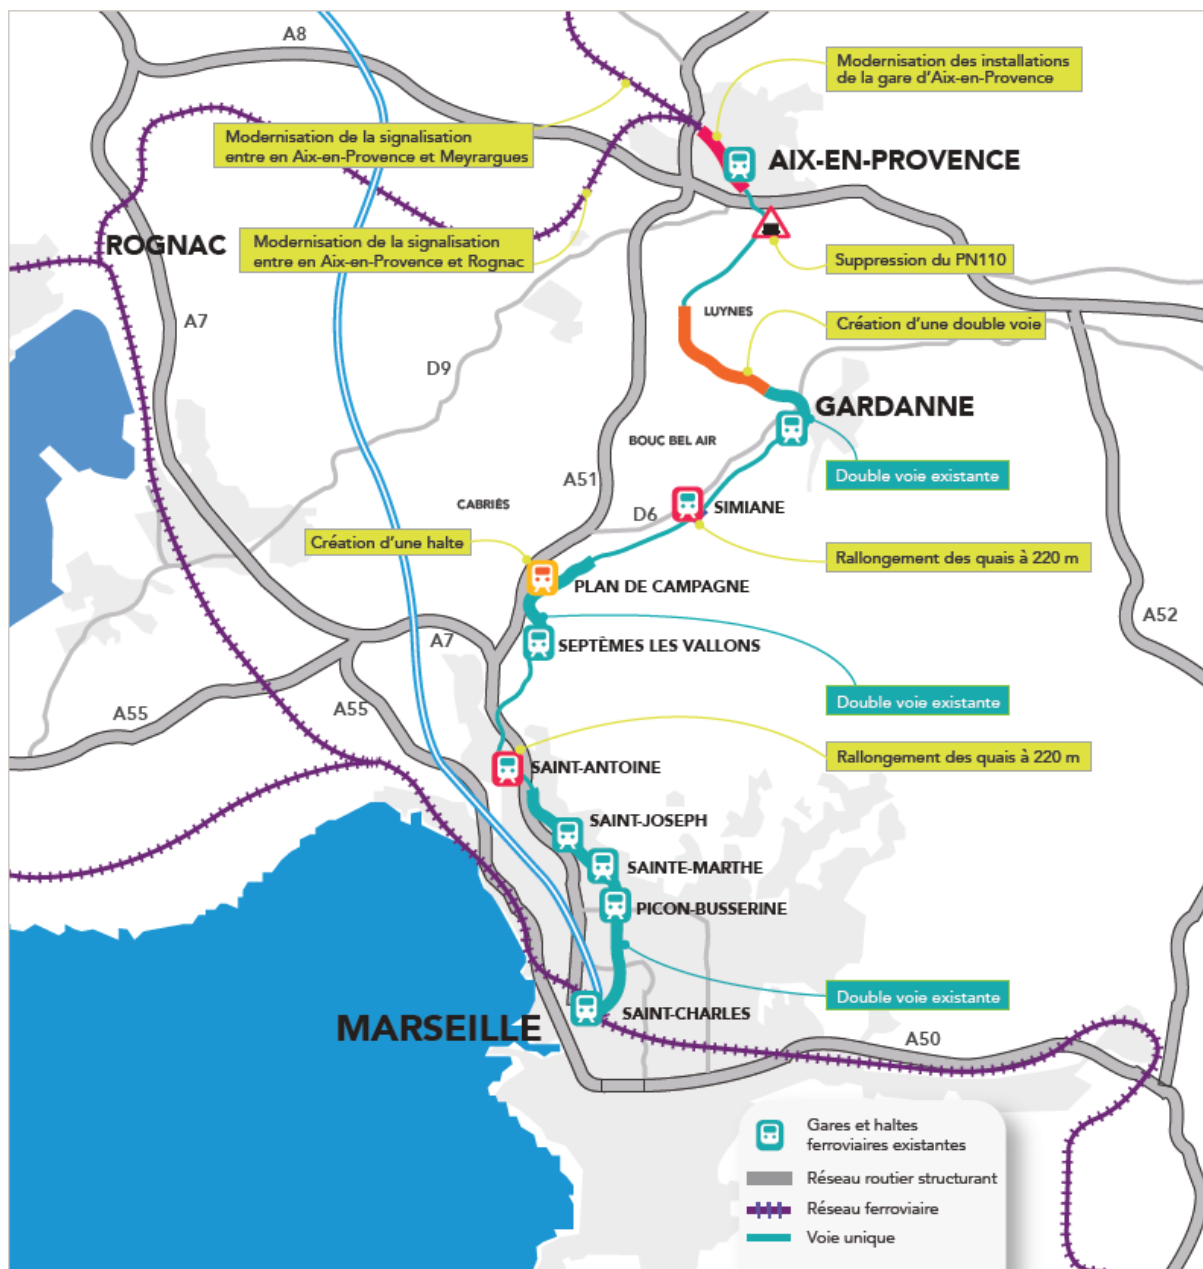 A8
Modernisation des installations
de la gare d'Aix-en-Provence
Modernisation de la signalisation
entre en Aix-en-Provence et Meyrargues
AIX-EN-PROVENCE
ROGNAC
Modernisation de la signalisation
entre en Aix-en-Provence et Rognac
Suppression du PN110
A7
LUYNES
Création d'une double voie
D9
GARDANNE
BOUC BEL AIR
A51
Double voie existante
CABRIÈS
D6
SIMIANE
Création d'une halte
Rallongement des quais à 220 m
PLAN DE CAMPAGNE
A52
A7
SEPTÈMES LES VALLONS
Double voie existante
A55
A55
Rallongement des quais à 220 m
SAINT-ANTOINE
SAINT-JOSEPH
SAINTE-MARTHE
PICON-BUSSERINE
Double voie existante
SAINT-CHARLES
MARSEILLE
A50
Gares et haltes
ferroviaires existantes
Réseau routier structurant
Réseau ferroviaire
Voie unique